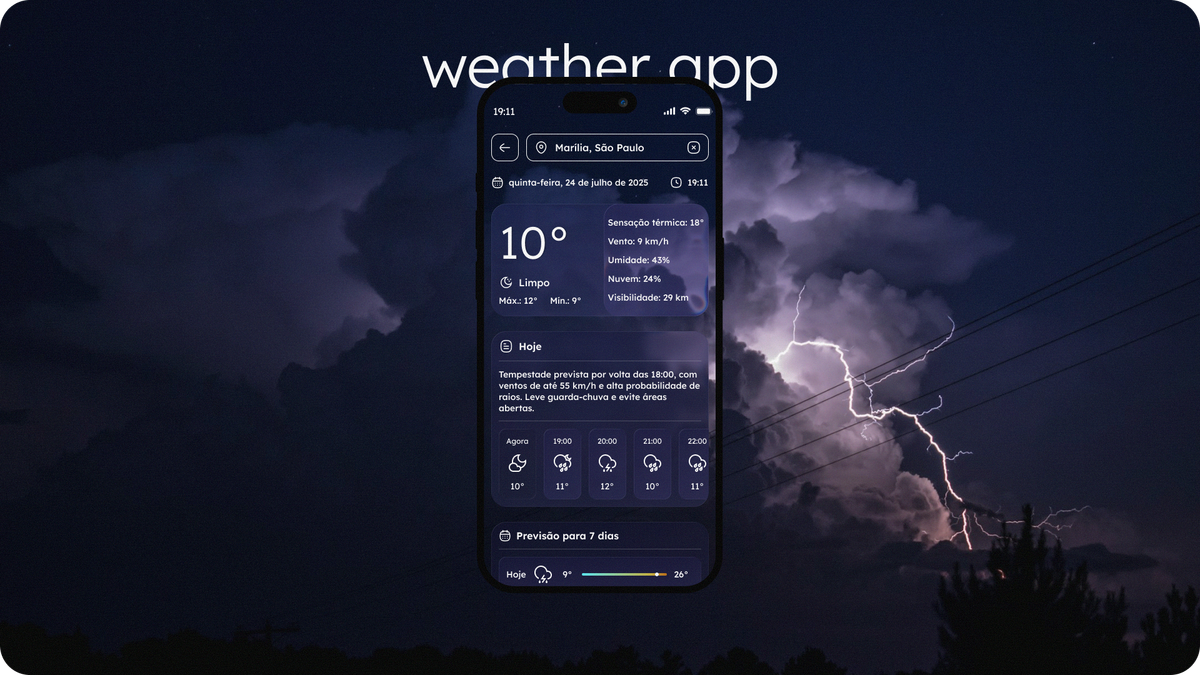 weather app
19:11
Marília, São Paulo
quinta-feira, 24 de julho de 2025 19:11
10°
Limpo
Máx.: 12° Min.: 9°
Sensação térmica: 18°
Vento: 9 km/h
Umidade: 43%
Nuvem: 24%
Visibilidade: 29 km
Hoje
Tempestade prevista por volta das 18:00, com
ventos de até 55 km/h e alta probabilidade de
raios. Leve guarda-chuva e evite áreas
abertas.
Agora 19:00 20:00 21:00 22:00
10° 11° 12° 10° 11°
Previsão para 7 dias
Hoje 9° 26°